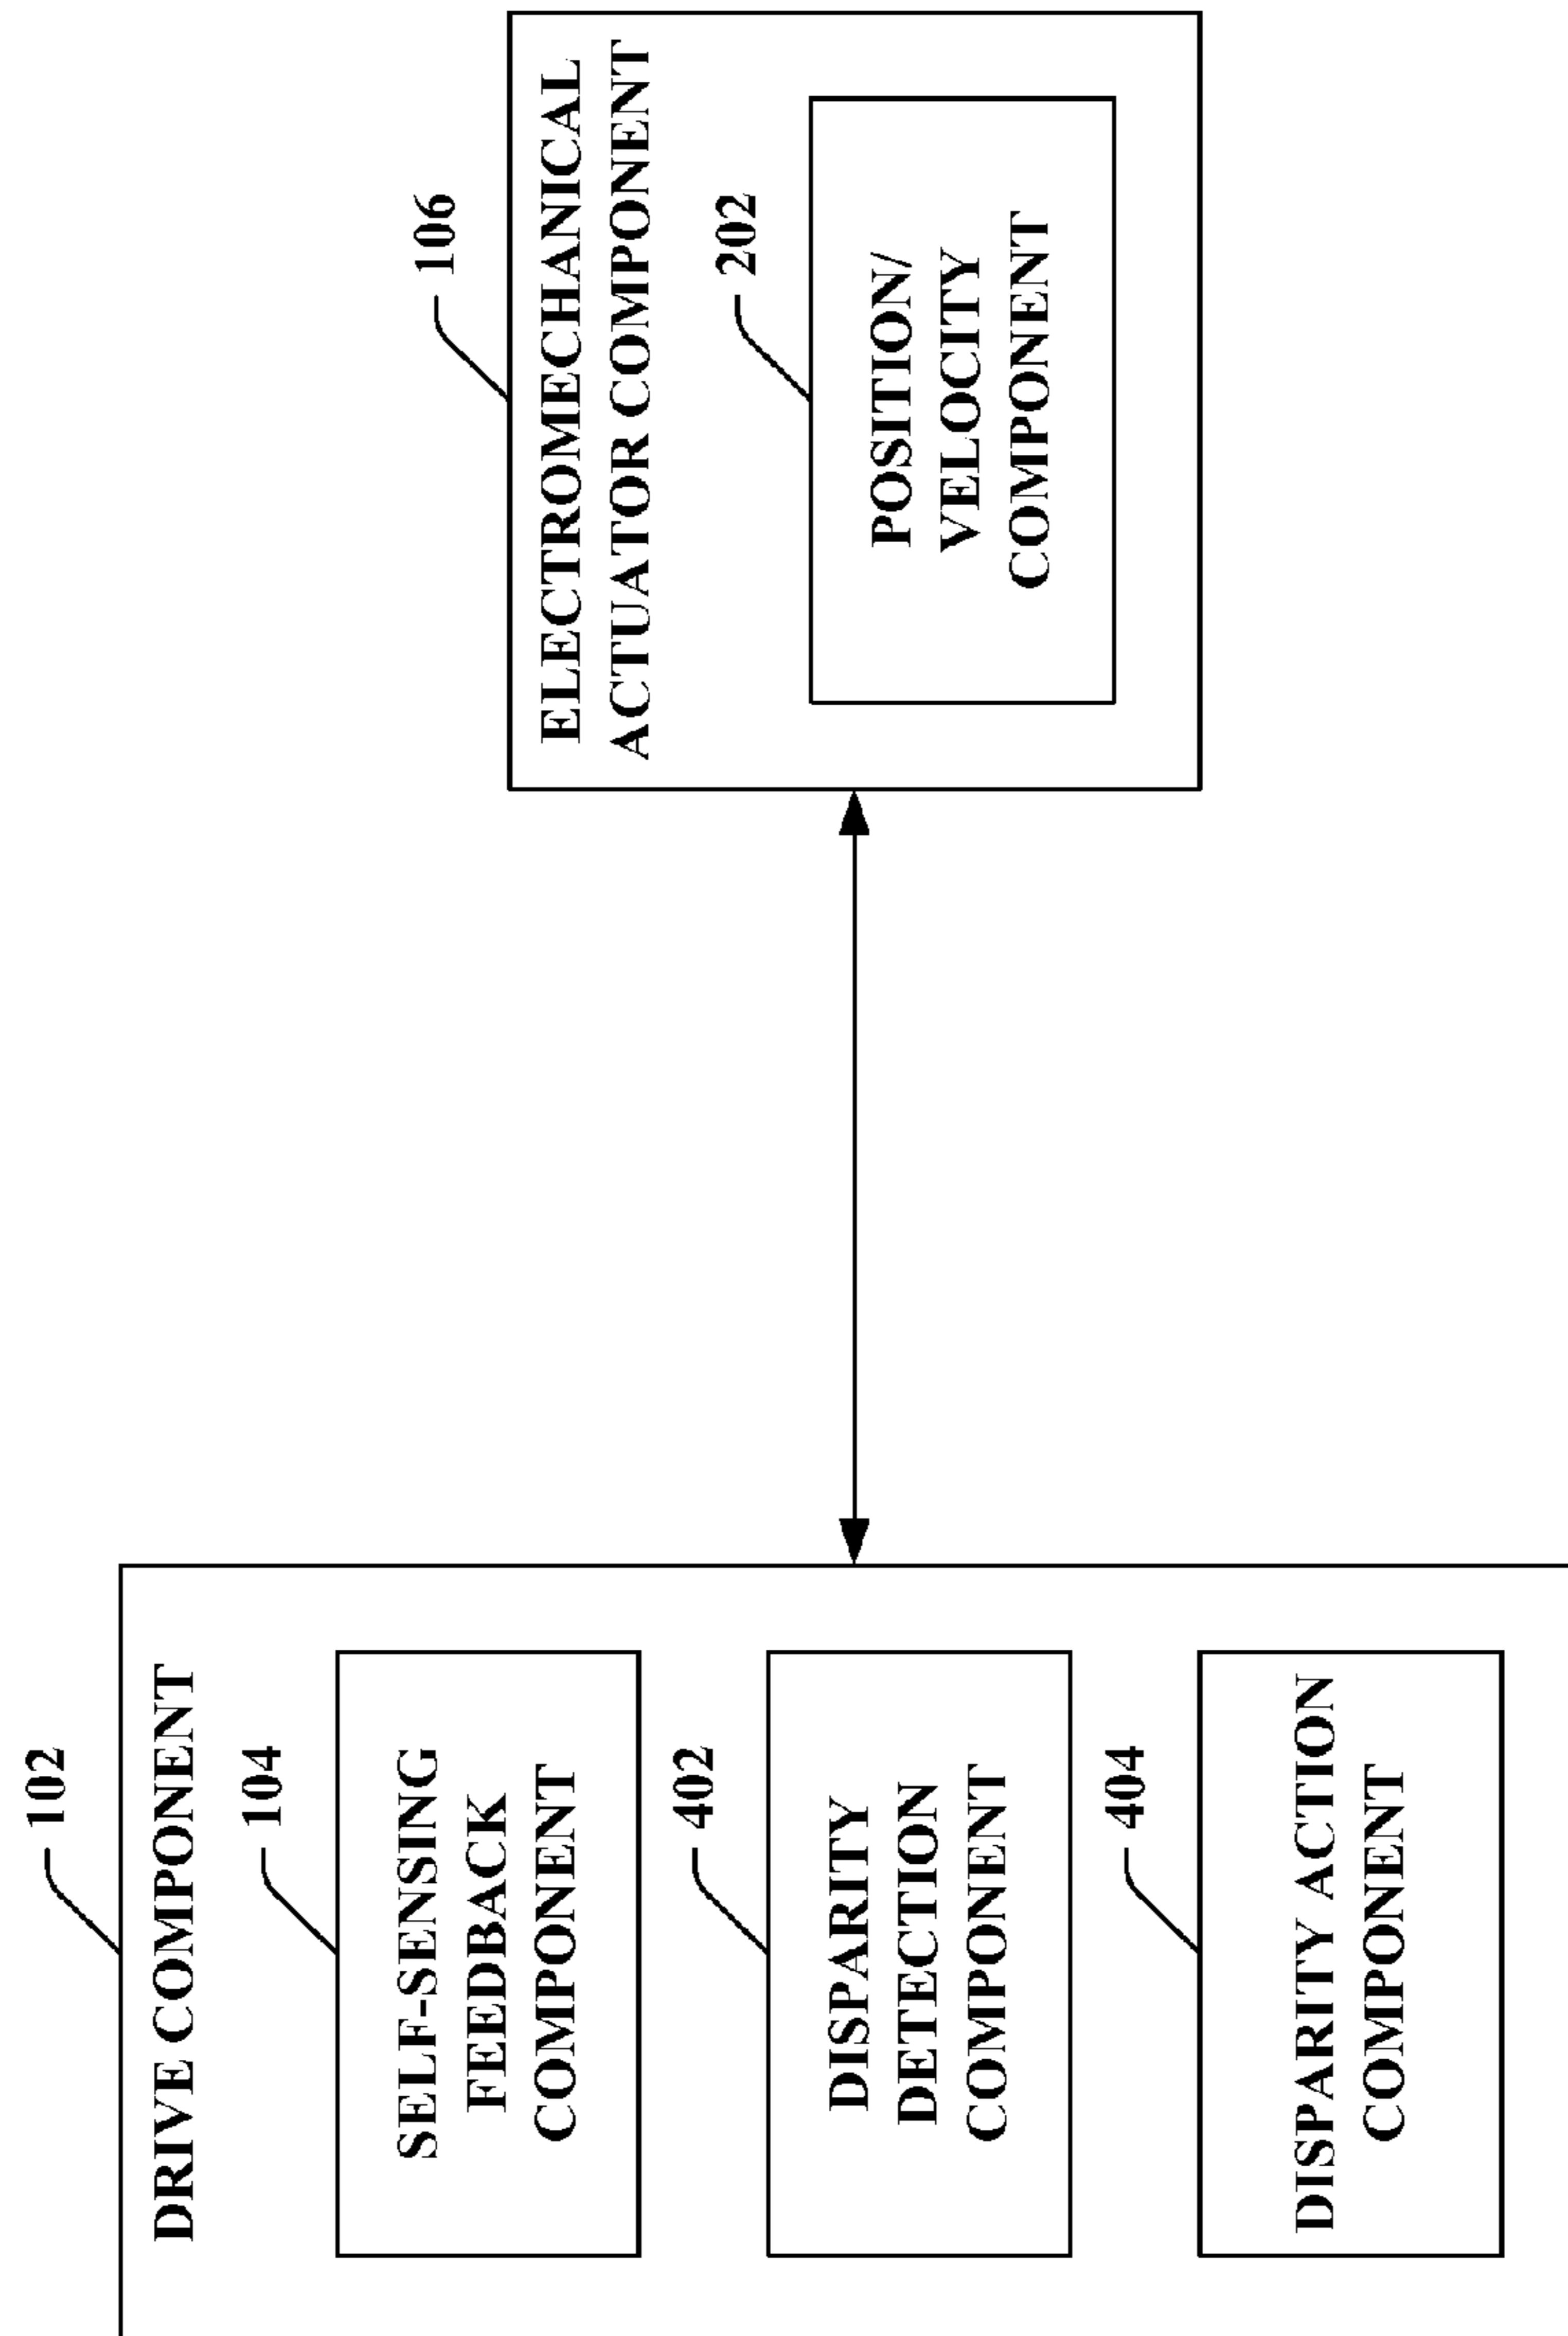 102
DRIVE COMPONENT
104
SELF-SENSING
FEEDBACK
COMPONENT
402
DISPARITY
DETECTION
COMPONENT
404
DISPARITY ACTION
COMPONENT
106
ELECTROMECHANICAL
ACTUATOR COMPONENT
202
POSITION/
VELOCITY
COMPONENT